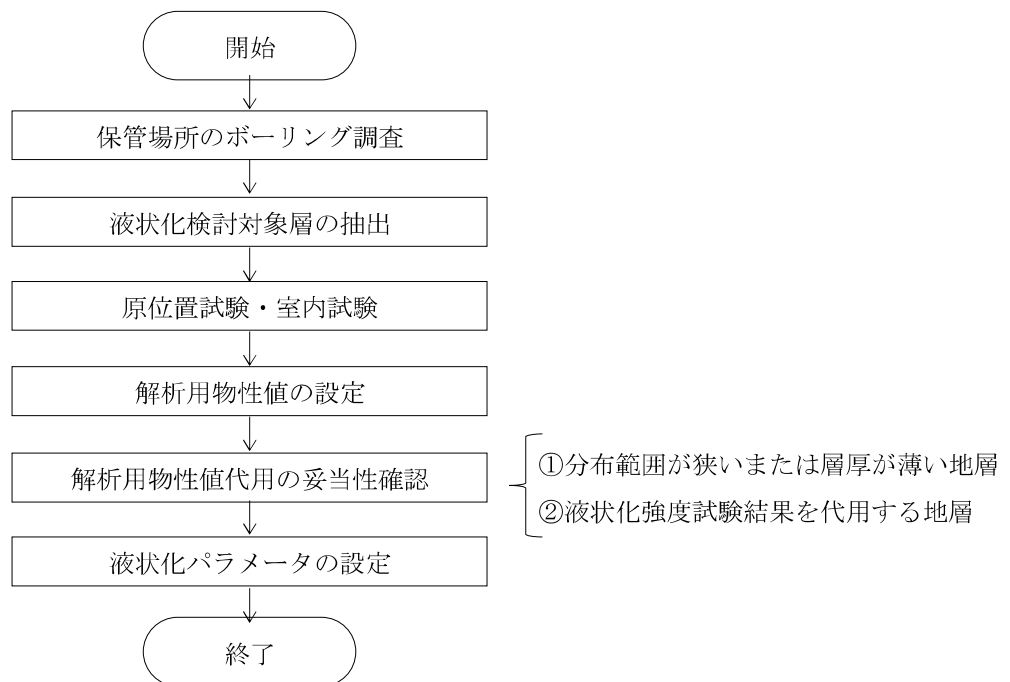 開始
保管場所のボーリング調査
液状化検討対象層の抽出
原位置試験・室内試験
解析用物性値の設定
解析用物性値代用の妥当性確認
①分布範囲が狭いまたは層厚が薄い地層
②液状化強度試験結果を代用する地層
液状化パラメータの設定
終了